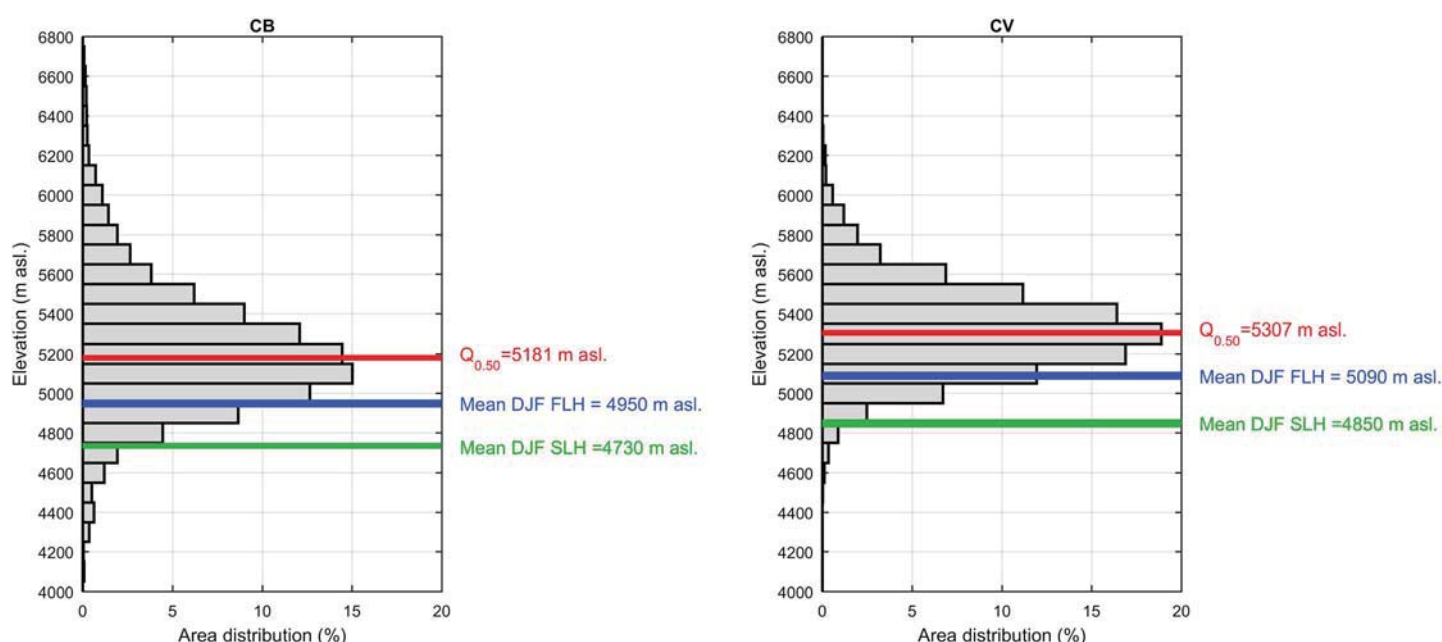 CB
6800
6600
6400
6200
6000
5800
5600
5400
5200
5000
4800
4600
4400
4200
4000
Elevation (m asl.)
0 5 10 15 20
Area distribution (%)
Q0.50=5181 m asl.
Mean DJF FLH = 4950 m asl.
Mean DJF SLH =4730 m asl.
CV
6800
6600
6400
6200
6000
5800
5600
5400
5200
5000
4800
4600
4400
4200
4000
Elevation (m asl.)
0 5 10 15 20
Area distribution (%)
Q0.50=5307 m asl.
Mean DJF FLH = 5090 m asl.
Mean DJF SLH =4850 m asl.